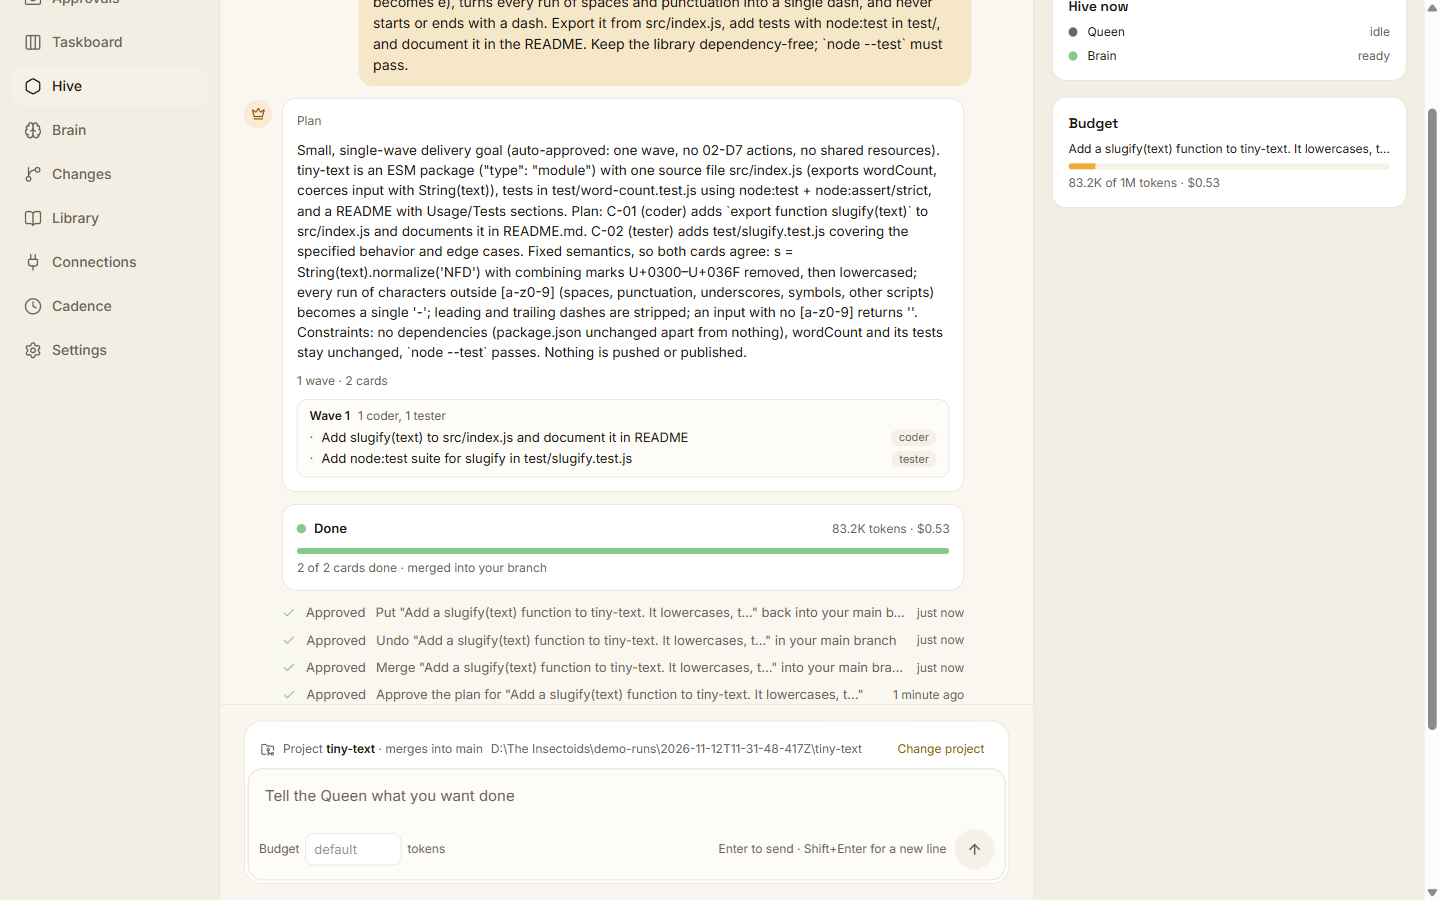 Approvals
Taskboard
Hive
Brain
Changes
Library
Connections
Cadence
Settings
becomes e), turns every run of spaces and punctuation into a single dash, and never
starts or ends with a dash. Export it from src/index.js, add tests with node:test in test/,
and document it in the README. Keep the library dependency-free; `node --test` must
pass.
Plan
Small, single-wave delivery goal (auto-approved: one wave, no 02-D7 actions, no shared resources).
tiny-text is an ESM package ("type": "module") with one source file src/index.js (exports wordCount,
coerces input with String(text)), tests in test/word-count.test.js using node:test + node:assert/strict,
and a README with Usage/Tests sections. Plan: C-01 (coder) adds `export function slugify(text)` to
src/index.js and documents it in README.md. C-02 (tester) adds test/slugify.test.js covering the
specified behavior and edge cases. Fixed semantics, so both cards agree: s =
String(text).normalize('NFD') with combining marks U+0300–U+036F removed, then lowercased;
every run of characters outside [a-z0-9] (spaces, punctuation, underscores, symbols, other scripts)
becomes a single '-'; leading and trailing dashes are stripped; an input with no [a-z0-9] returns ''.
Constraints: no dependencies (package.json unchanged apart from nothing), wordCount and its tests
stay unchanged, `node --test` passes. Nothing is pushed or published.
1 wave · 2 cards
Wave 1 1 coder, 1 tester
· Add slugify(text) to src/index.js and document it in README coder
· Add node:test suite for slugify in test/slugify.test.js tester
Done 83.2K tokens · $0.53
2 of 2 cards done · merged into your branch
Approved Put "Add a slugify(text) function to tiny-text. It lowercases, t..." back into your main b... just now
Approved Undo "Add a slugify(text) function to tiny-text. It lowercases, t..." in your main branch just now
Approved Merge "Add a slugify(text) function to tiny-text. It lowercases, t..." into your main bra... just now
Approved Approve the plan for "Add a slugify(text) function to tiny-text. It lowercases, t..." 1 minute ago
Project tiny-text · merges into main D:\The Insectoids\demo-runs\2026-11-12T11-31-48-417Z\tiny-text Change project
Tell the Queen what you want done
Budget default tokens Enter to send · Shift+Enter for a new line
Hive now
Queen idle
Brain ready
Budget
Add a slugify(text) function to tiny-text. It lowercases, t...
83.2K of 1M tokens · $0.53